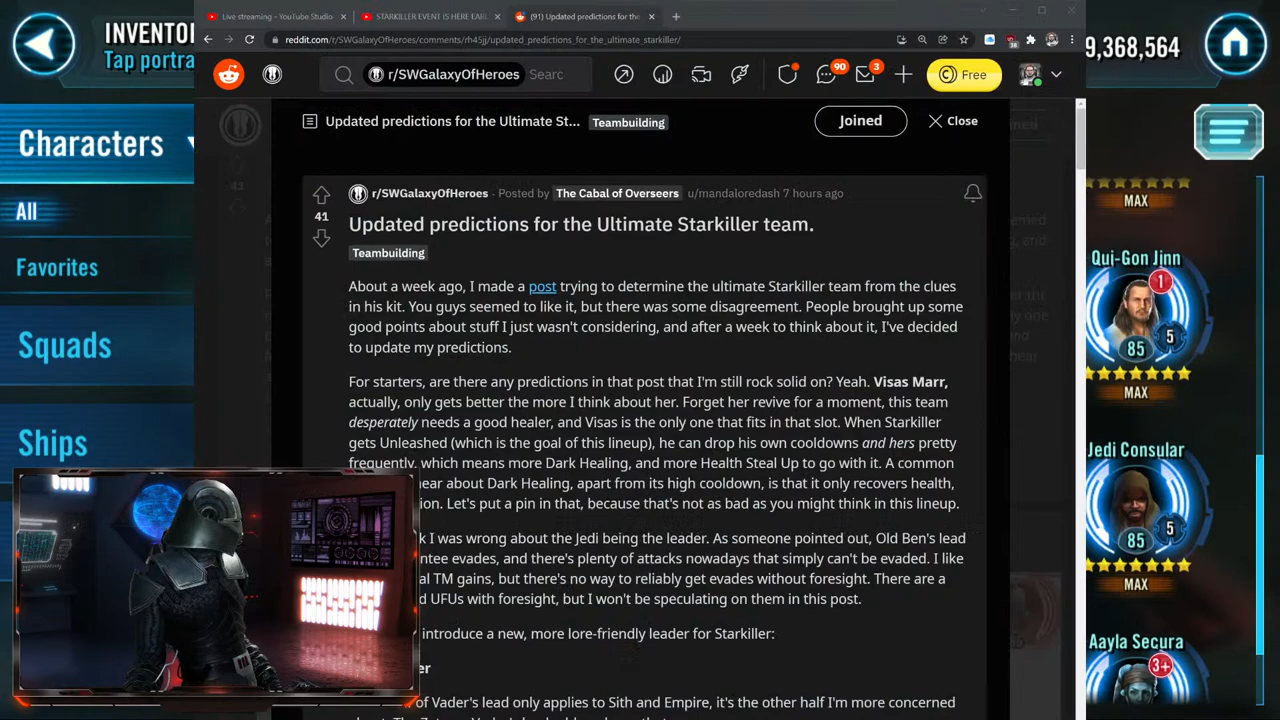 Live streaming - YouTube Studio
STARKILLER EVENT IS HERE EARL
(91) Updated predictions for the
reddit.com/r/SWGalaxyOfHeroes/comments/rh45jj/updated_predictions_for_the_ultimate_starkiller/
INVENTO
Tap portra
9,368,564
r/SWGalaxyOfHeroes
Searc
90
3
Free
Characters
All
Favorites
Squads
Ships
Updated predictions for the Ultimate St...
Teambuilding
Joined
Close
r/SWGalaxyOfHeroes · Posted by The Cabal of Overseers u/mandaloredash 7 hours ago
41
Updated predictions for the Ultimate Starkiller team.
Teambuilding
About a week ago, I made a post trying to determine the ultimate Starkiller team from the clues
in his kit. You guys seemed to like it, but there was some disagreement. People brought up some
good points about stuff I just wasn't considering, and after a week to think about it, I've decided
to update my predictions.
For starters, are there any predictions in that post that I'm still rock solid on? Yeah. Visas Marr,
actually, only gets better the more I think about her. Forget her revive for a moment, this team
desperately needs a good healer, and Visas is the only one that fits in that slot. When Starkiller
gets Unleashed (which is the goal of this lineup), he can drop his own cooldowns and hers pretty
frequently, which means more Dark Healing, and more Health Steal Up to go with it. A common
hear about Dark Healing, apart from its high cooldown, is that it only recovers health,
ion. Let's put a pin in that, because that's not as bad as you might think in this lineup.
k I was wrong about the Jedi being the leader. As someone pointed out, Old Ben's lead
ntee evades, and there's plenty of attacks nowadays that simply can't be evaded. I like
al TM gains, but there's no way to reliably get evades without foresight. There are a
d UFUs with foresight, but I won't be speculating on them in this post.
introduce a new, more lore-friendly leader for Starkiller:
er
of Vader's lead only applies to Sith and Empire, it's the other half I'm more concerned
MAX
Qui-Gon Jinn
1
85
5
MAX
Jedi Consular
85
5
MAX
Aayla Secura
3+